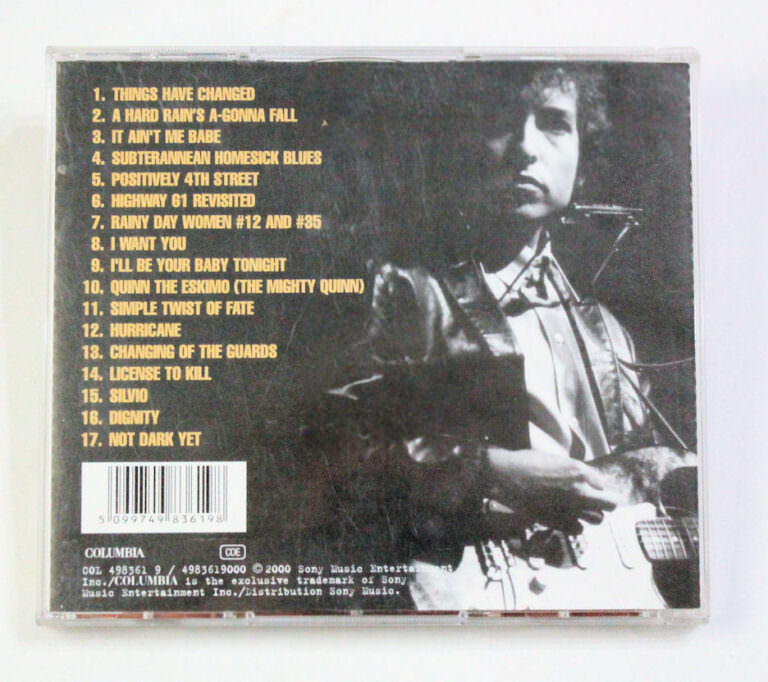 1. THINGS HAVE CHANGED
2. A HARD RAIN'S A-GONNA FALL
3. IT AIN'T ME BABE
4. SUBTERANNEAN HOMESICK BLUES
5. POSITIVELY 4TH STREET
6. HIGHWAY 61 REVISITED
7. RAINY DAY WOMEN #12 AND #35
8. I WANT YOU
9. I'LL BE YOUR BABY TONIGHT
10. QUINN THE ESKIMO (THE MIGHTY QUINN)
11. SIMPLE TWIST OF FATE
12. HURRICANE
13. CHANGING OF THE GUARDS
14. LICENSE TO KILL
15. SILVIO
16. DIGNITY
17. NOT DARK YET
5 099749 836198
COLUMBIA CDE
COL 498361 9 / 4983619000 © 2000 Sony Music Entertainment
Inc./COLUMBIA is the exclusive trademark of Sony
Music Entertainment Inc./Distribution Sony Music.